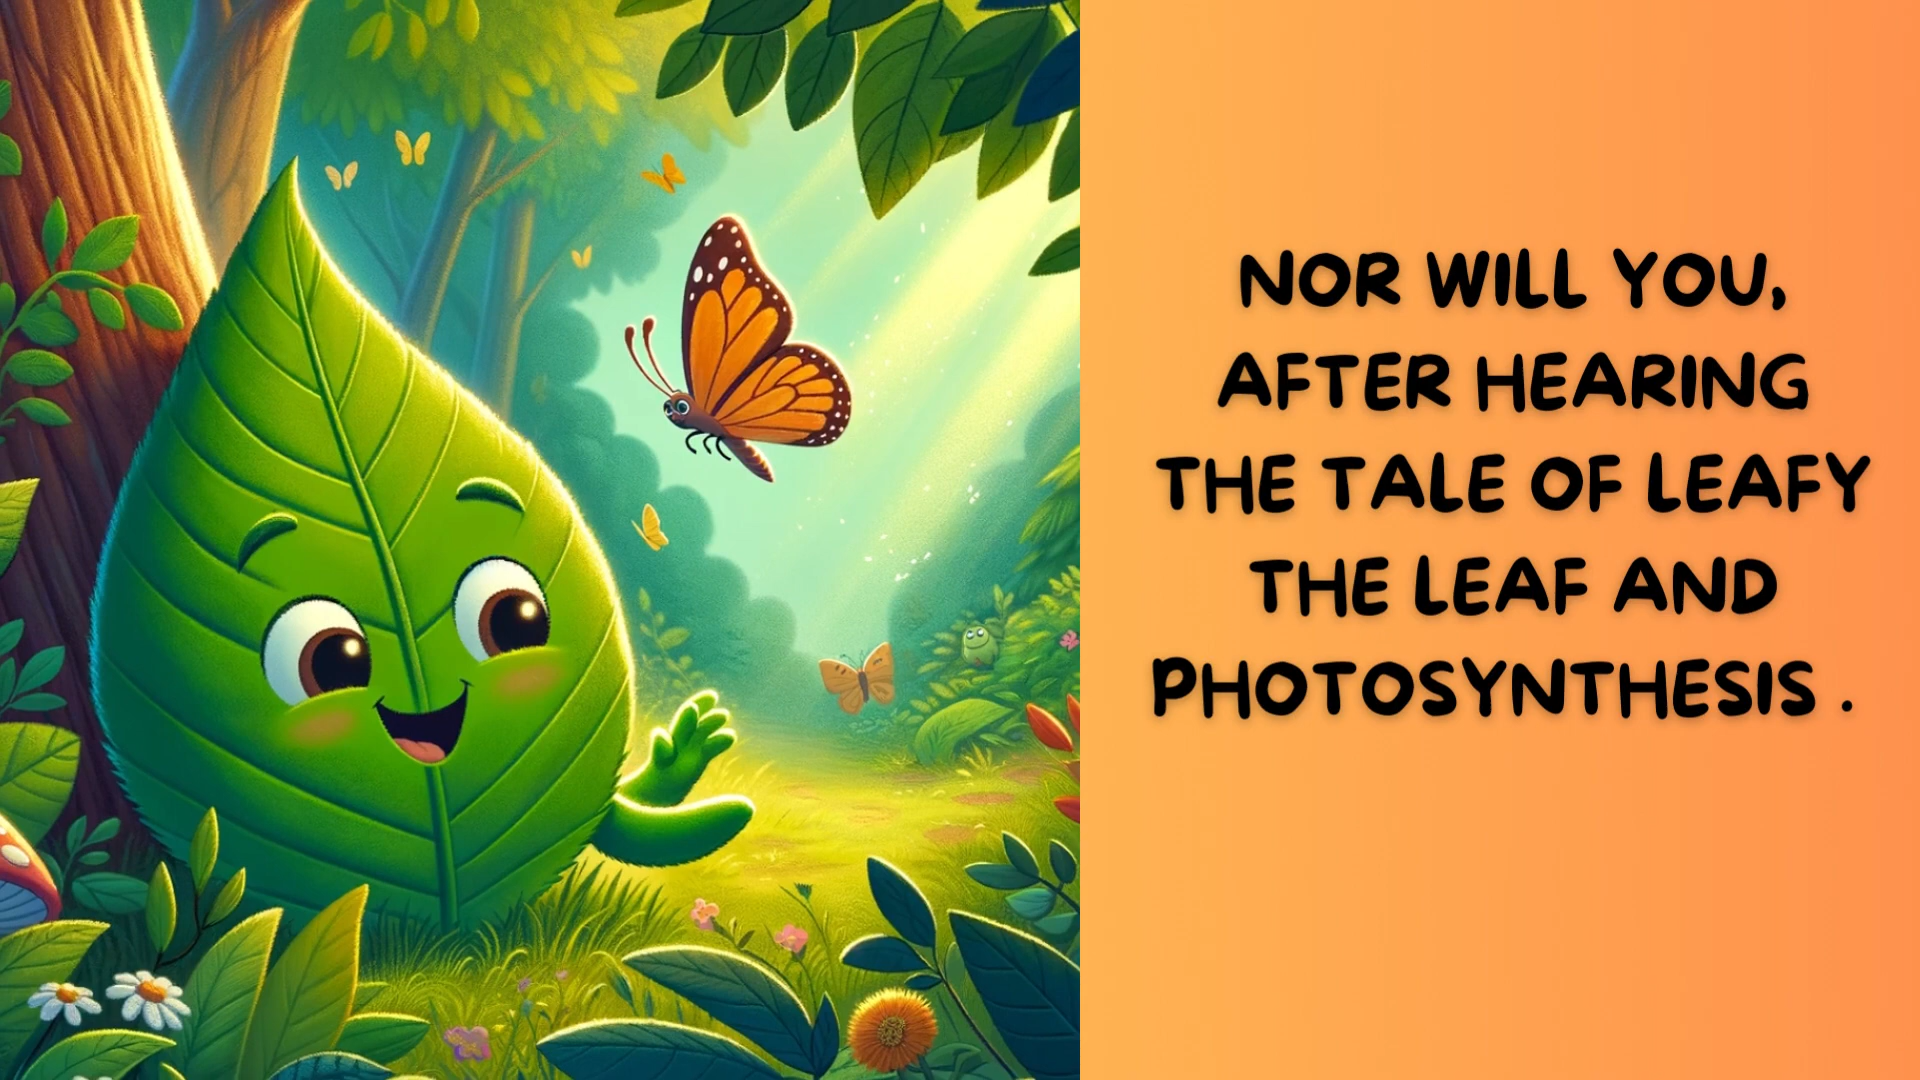 NOR WILL YOU,
AFTER HEARING
THE TALE OF LEAFY
THE LEAF AND
PHOTOSYNTHESIS .